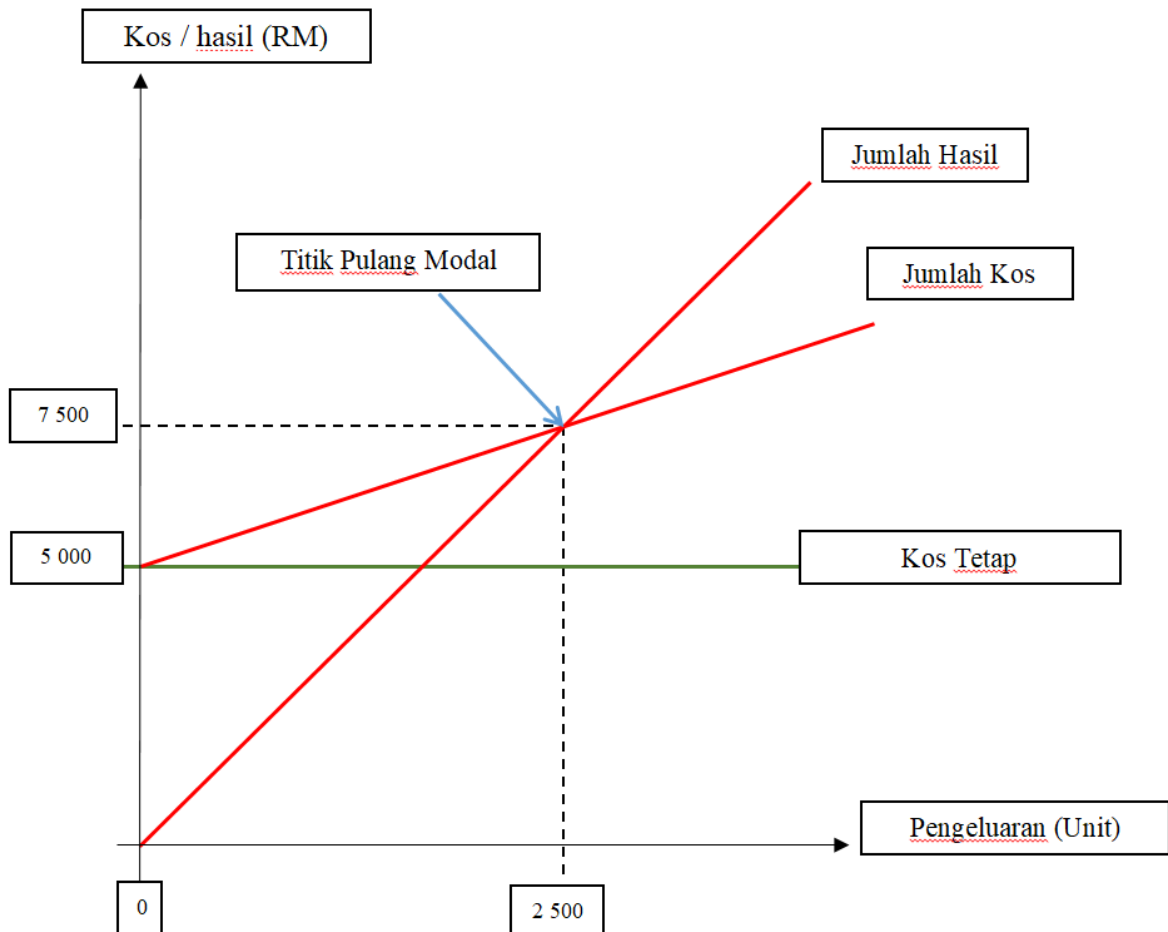 Kos / hasil (RM)
Jumlah Hasil
Titik Pulang Modal
Jumlah Kos
7 500
5 000
Kos Tetap
Pengeluaran (Unit)
0
2 500